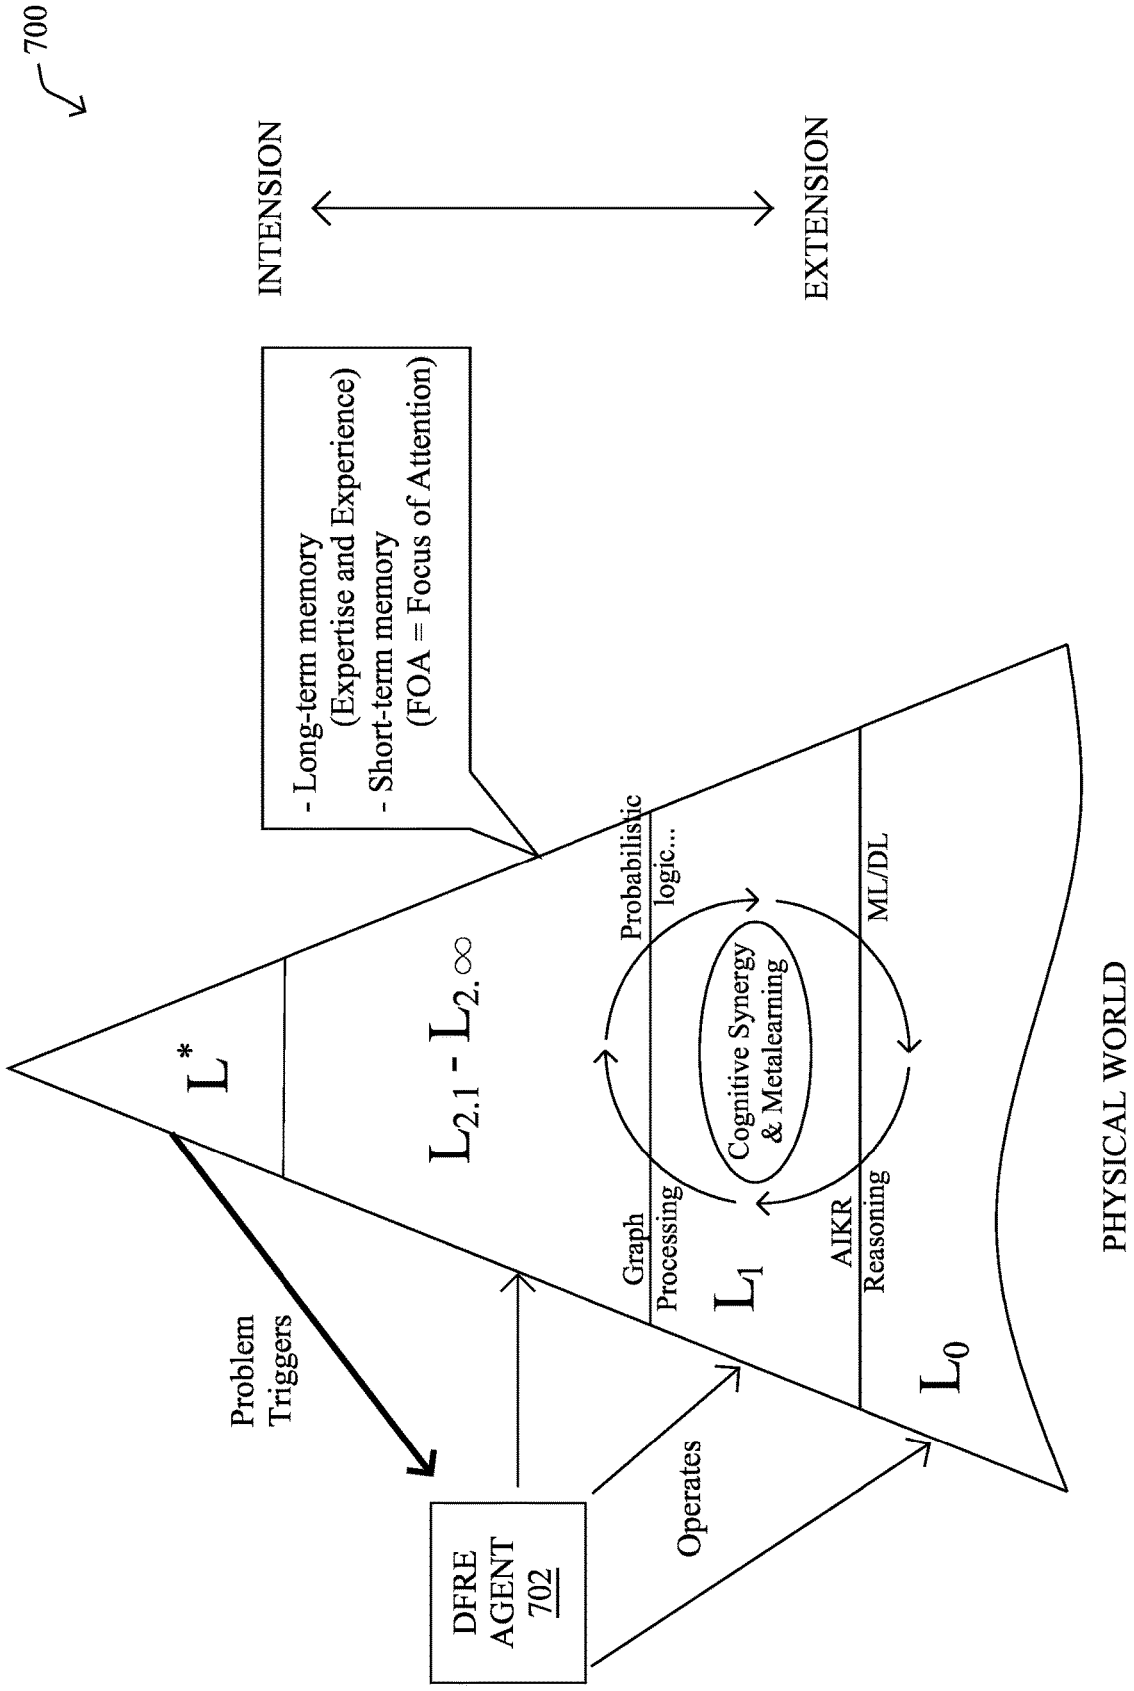 700
INTENSION
EXTENSION
- Long-term memory
(Expertise and Experience)
- Short-term memory
(FOA = Focus of Attention)
L*
L2.1 - L2.∞
Problem
Triggers
DFRE
AGENT
702
Operates
Graph
Processing
Probabilistic
logic...
Cognitive Synergy
& Metalearning
L1
AIKR
Reasoning
ML/DL
L0
PHYSICAL WORLD